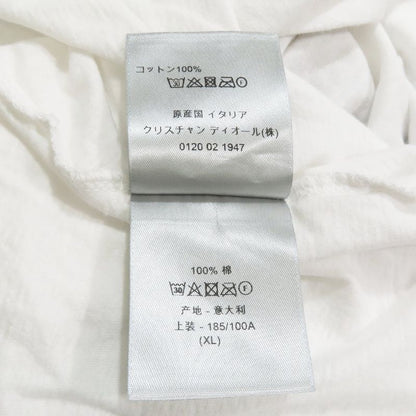 コットン100%
原産国 イタリア
クリスチャン ディオール(株)
0120 02 1947
100% 棉
30 F
产地 - 意大利
上装 - 185/100A
(XL)